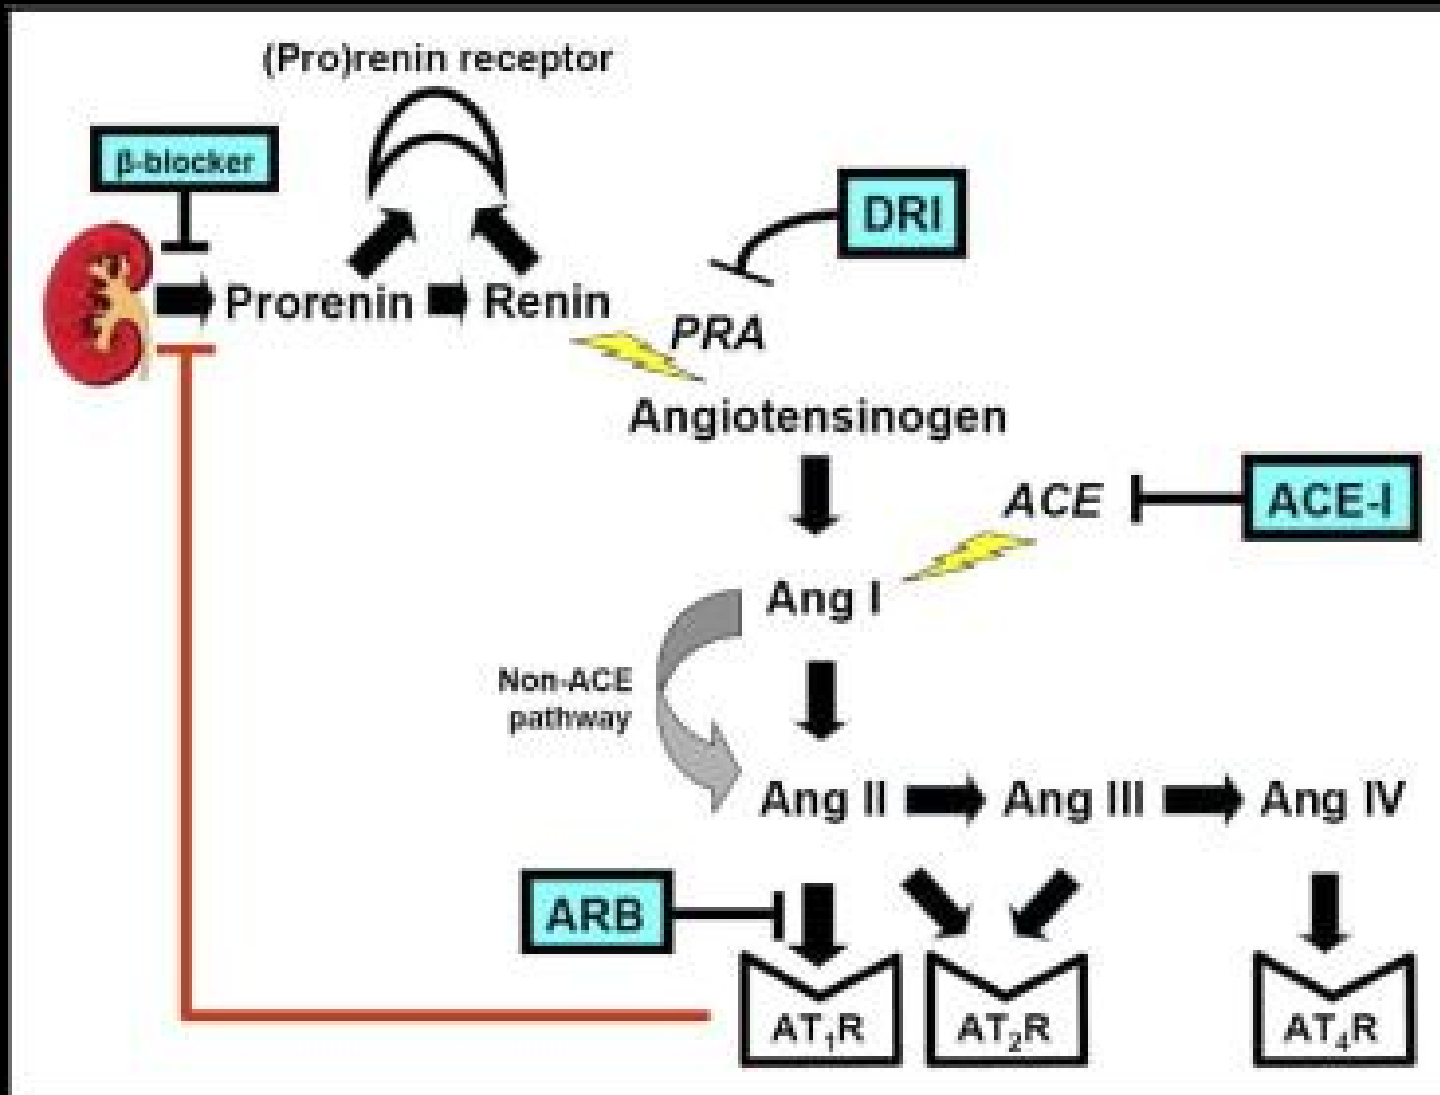 (Pro)renin receptor
β-blocker
DRI
Prorenin
Renin
PRA
Angiotensinogen
ACE
ACE-I
Ang I
Non-ACE
pathway
Ang II
Ang III
Ang IV
ARB
AT₁R
AT₂R
AT₄R